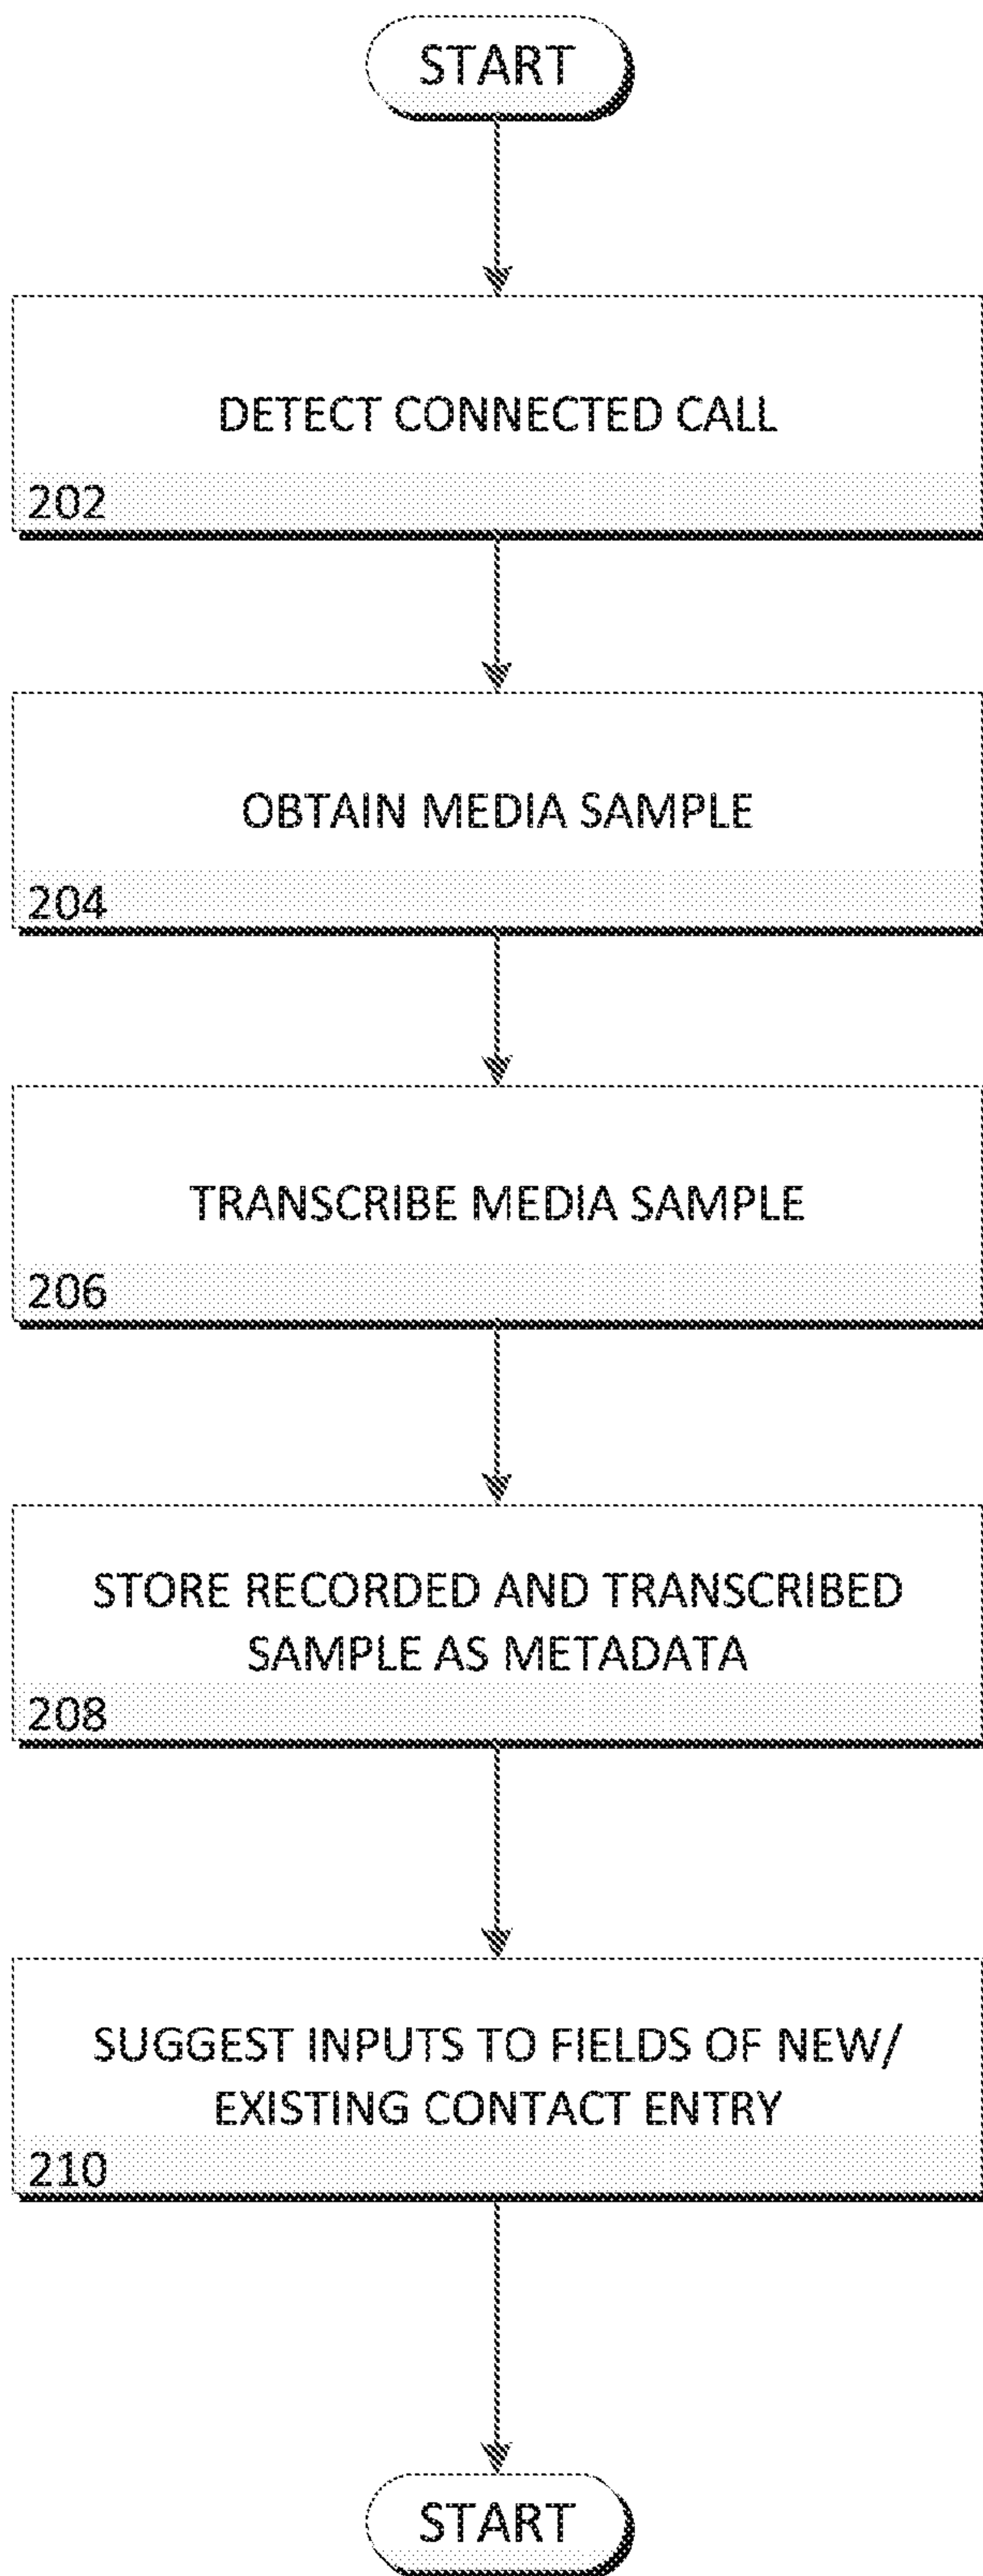 START
DETECT CONNECTED CALL
202
OBTAIN MEDIA SAMPLE
204
TRANSCRIBE MEDIA SAMPLE
206
STORE RECORDED AND TRANSCRIBED
SAMPLE AS METADATA
208
SUGGEST INPUTS TO FIELDS OF NEW/
EXISTING CONTACT ENTRY
210
START